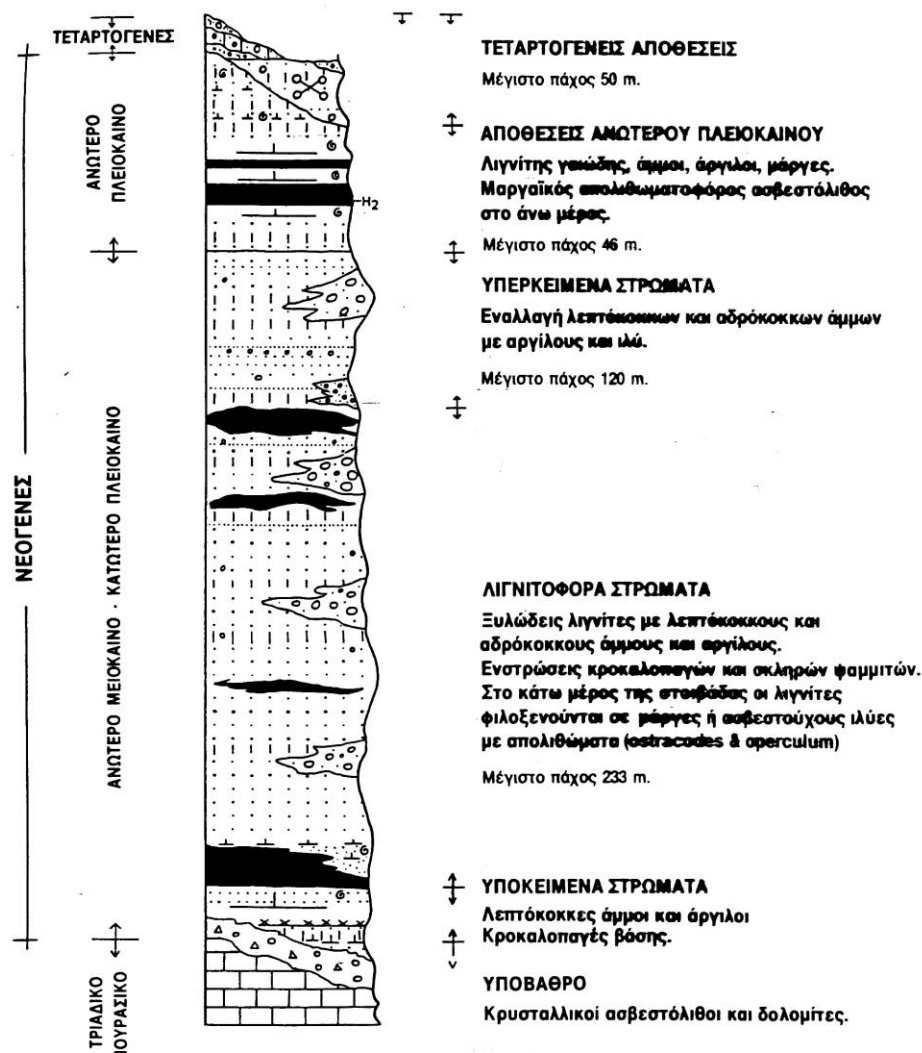 ΤΕΤΑΡΤΟΓΕΝΕΣ
ΝΕΟΓΕΝΕΣ
ΑΝΩΤΕΡΟ
ΠΛΕΙΟΚΑΙΝΟ
ΑΝΩΤΕΡΟ ΜΕΙΟΚΑΙΝΟ · ΚΑΤΩΤΕΡΟ ΠΛΕΙΟΚΑΙΝΟ
ΤΡΙΑΔΙΚΟ
ΙΟΥΡΑΣΙΚΟ
H2
ΤΕΤΑΡΤΟΓΕΝΕΙΣ ΑΠΟΘΕΣΕΙΣ
Μέγιστο πάχος 50 m.
ΑΠΟΘΕΣΕΙΣ ΑΝΩΤΕΡΟΥ ΠΛΕΙΟΚΑΙΝΟΥ
Λιγνίτης γαιώδης, άμμοι, άργιλοι, μάργες.
Μαργαϊκός απολιθωματοφόρος ασβεστόλιθος
στο άνω μέρος.
Μέγιστο πάχος 46 m.
ΥΠΕΡΚΕΙΜΕΝΑ ΣΤΡΩΜΑΤΑ
Εναλλαγή λεπτόκοκκων και αδρόκοκκων άμμων
με αργίλους και ιλύ.
Μέγιστο πάχος 120 m.
ΛΙΓΝΙΤΟΦΟΡΑ ΣΤΡΩΜΑΤΑ
Ξυλώδεις λιγνίτες με λεπτόκοκκους και
αδρόκοκκους άμμους και αργίλους.
Ενστρώσεις κροκαλοπαγών και σκληρών ψαμμιτών.
Στο κάτω μέρος της στοιβάδας οι λιγνίτες
φιλοξενούνται σε μάργες ή ασβεστούχους ιλύες
με απολιθώματα (ostracodes & operculum)
Μέγιστο πάχος 233 m.
ΥΠΟΚΕΙΜΕΝΑ ΣΤΡΩΜΑΤΑ
Λεπτόκοκκες άμμοι και άργιλοι
Κροκαλοπαγές βάσης.
ΥΠΟΒΑΘΡΟ
Κρυσταλλικοί ασβεστόλιθοι και δολομίτες.